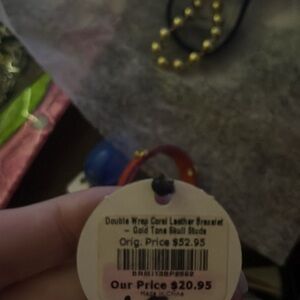 Double Wrap Coral Leather Bracelet
— Gold Tone Skull Studs
Orig. Price $52.95
Our Price $20.95
Made in China